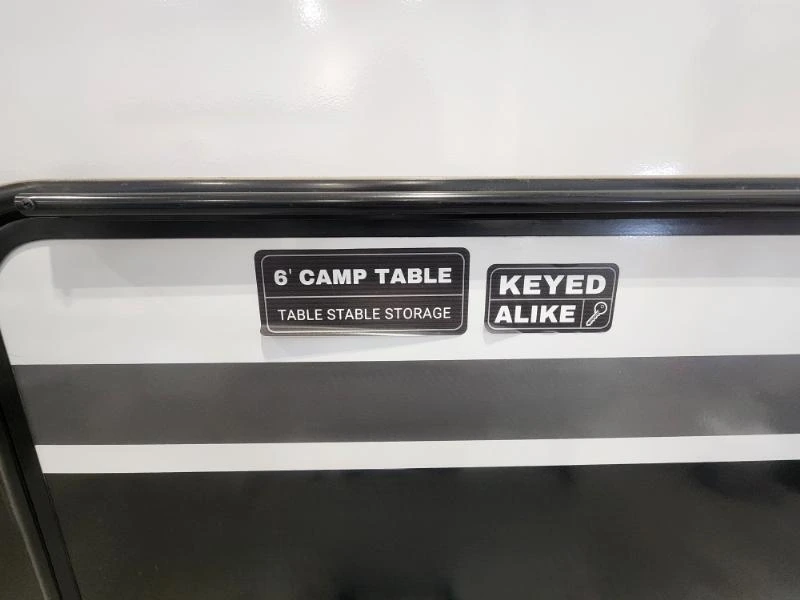 6' CAMP TABLE
TABLE STABLE STORAGE
KEYED
ALIKE